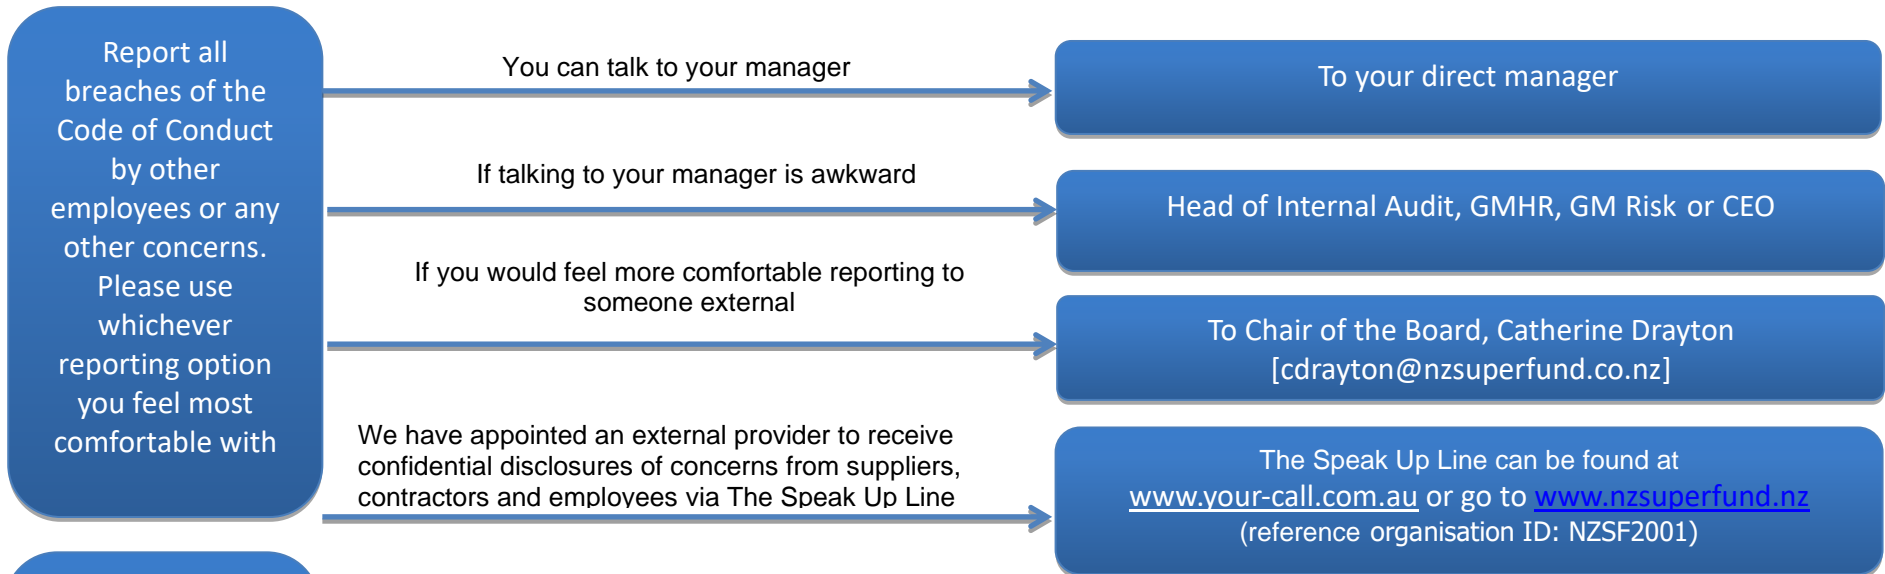 Report all
breaches of the
Code of Conduct
by other
employees or any
other concerns.
Please use
whichever
reporting option
you feel most
comfortable with
You can talk to your manager
To your direct manager
If talking to your manager is awkward
Head of Internal Audit, GMHR, GM Risk or CEO
If you would feel more comfortable reporting to
someone external
To Chair of the Board, Catherine Drayton
[cdrayton@nzsuperfund.co.nz]
We have appointed an external provider to receive
confidential disclosures of concerns from suppliers,
contractors and employees via The Speak Up Line
The Speak Up Line can be found at
www.your-call.com.au or go to www.nzsuperfund.nz
(reference organisation ID: NZSF2001)